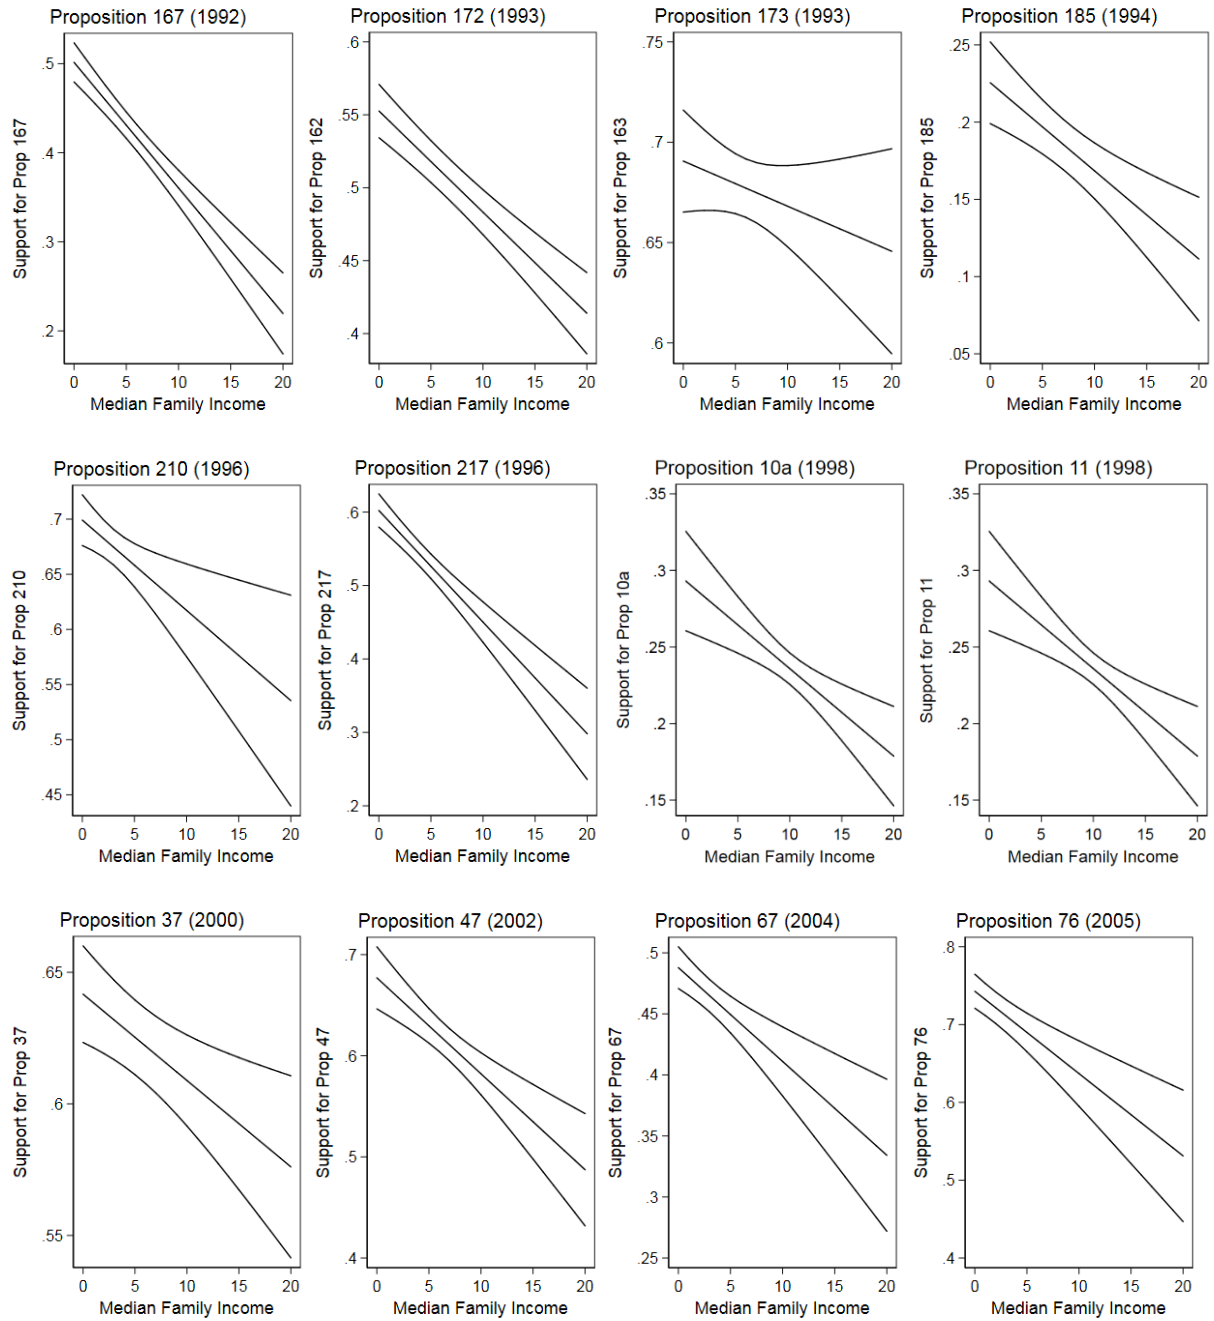 Proposition 167 (1992)
Support for Prop 167
.5
.4
.3
.2
0 5 10 15 20
Median Family Income
Proposition 172 (1993)
Support for Prop 162
.6
.55
.5
.45
.4
0 5 10 15 20
Median Family Income
Proposition 173 (1993)
Support for Prop 163
.75
.7
.65
.6
0 5 10 15 20
Median Family Income
Proposition 185 (1994)
Support for Prop 185
.25
.2
.15
.1
.05
0 5 10 15 20
Median Family Income
Proposition 210 (1996)
Support for Prop 210
.7
.65
.6
.55
.5
.45
0 5 10 15 20
Median Family Income
Proposition 217 (1996)
Support for Prop 217
.6
.5
.4
.3
.2
0 5 10 15 20
Median Family Income
Proposition 10a (1998)
Support for Prop 10a
.35
.3
.25
.2
.15
0 5 10 15 20
Median Family Income
Proposition 11 (1998)
Support for Prop 11
.35
.3
.25
.2
.15
0 5 10 15 20
Median Family Income
Proposition 37 (2000)
Support for Prop 37
.65
.6
.55
0 5 10 15 20
Median Family Income
Proposition 47 (2002)
Support for Prop 47
.7
.6
.5
.4
0 5 10 15 20
Median Family Income
Proposition 67 (2004)
Support for Prop 67
.5
.45
.4
.35
.3
.25
0 5 10 15 20
Median Family Income
Proposition 76 (2005)
Support for Prop 76
.8
.7
.6
.5
.4
0 5 10 15 20
Median Family Income